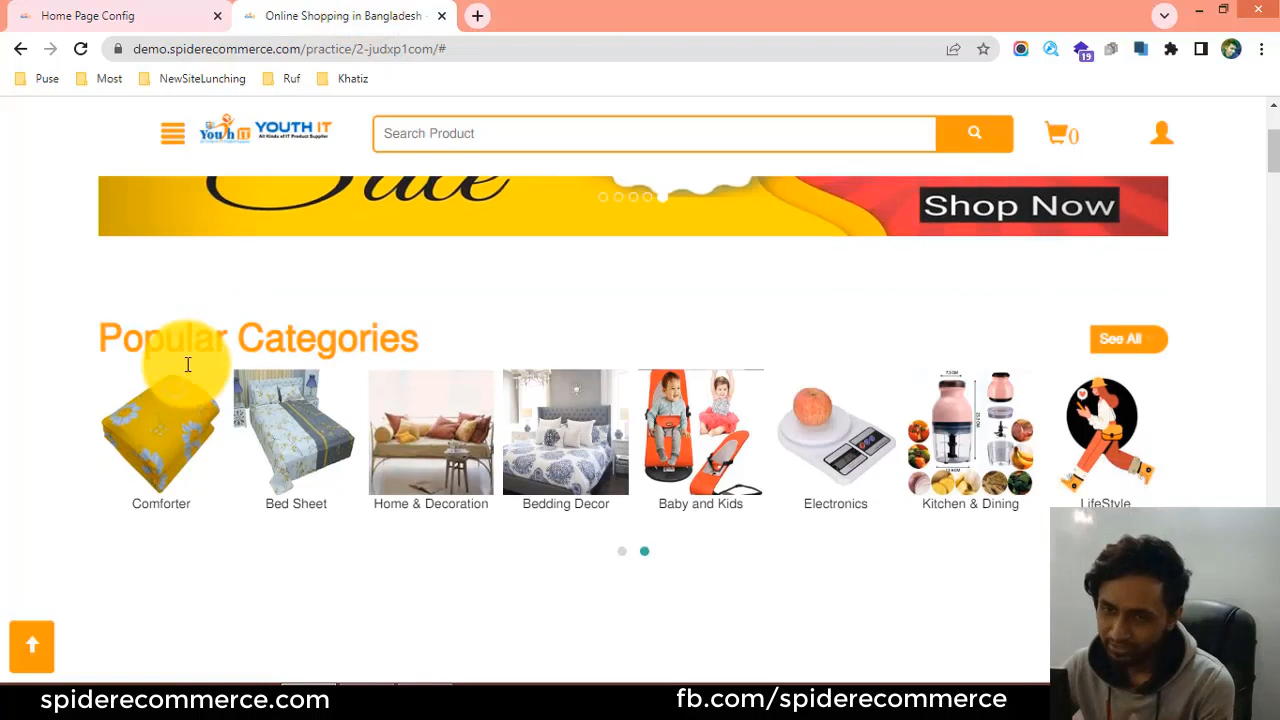 Home Page Config
Online Shopping in Bangladesh -
demo.spiderecommerce.com/practice/2-judxp1com/#
19
Puse
Most
NewSiteLunching
Ruf
Khatiz
Youth IT
YOUTH IT
All Kinds of IT Product Supplier
Search Product
0
Sale
Shop Now
Popular Categories
See All
Comforter
Bed Sheet
Home & Decoration
Bedding Decor
Baby and Kids
Electronics
Kitchen & Dining
LifeStyle
spiderecommerce.com
fb.com/spiderecommerce